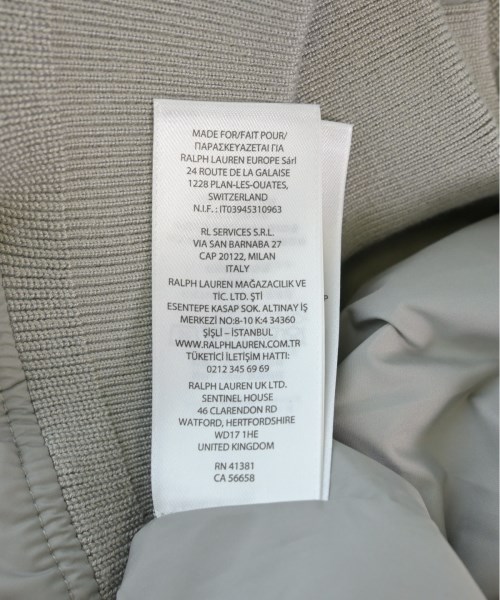 MADE FOR/FAIT POUR/
ΠΑΡΑΣΚΕΥΑΖΕΤΑΙ ΓΙΑ
RALPH LAUREN EUROPE Sárl
24 ROUTE DE LA GALAISE
1228 PLAN-LES-OUATES,
SWITZERLAND
N.I.F. : IT03945310963
RL SERVICES S.R.L.
VIA SAN BARNABA 27
CAP 20122, MILAN
ITALY
RALPH LAUREN MAĞAZACILIK VE
TİC. LTD. ŞTİ
ESENTEPE KASAP SOK. ALTINAY İŞ
MERKEZİ NO:8-10 K:4 34360
ŞİŞLİ – İSTANBUL
WWW.RALPHLAUREN.COM.TR
TÜKETİCİ İLETİŞİM HATTI:
0212 345 69 69
RALPH LAUREN UK LTD.
SENTINEL HOUSE
46 CLARENDON RD
WATFORD, HERTFORDSHIRE
WD17 1HE
UNITED KINGDOM
RN 41381
CA 56658
P